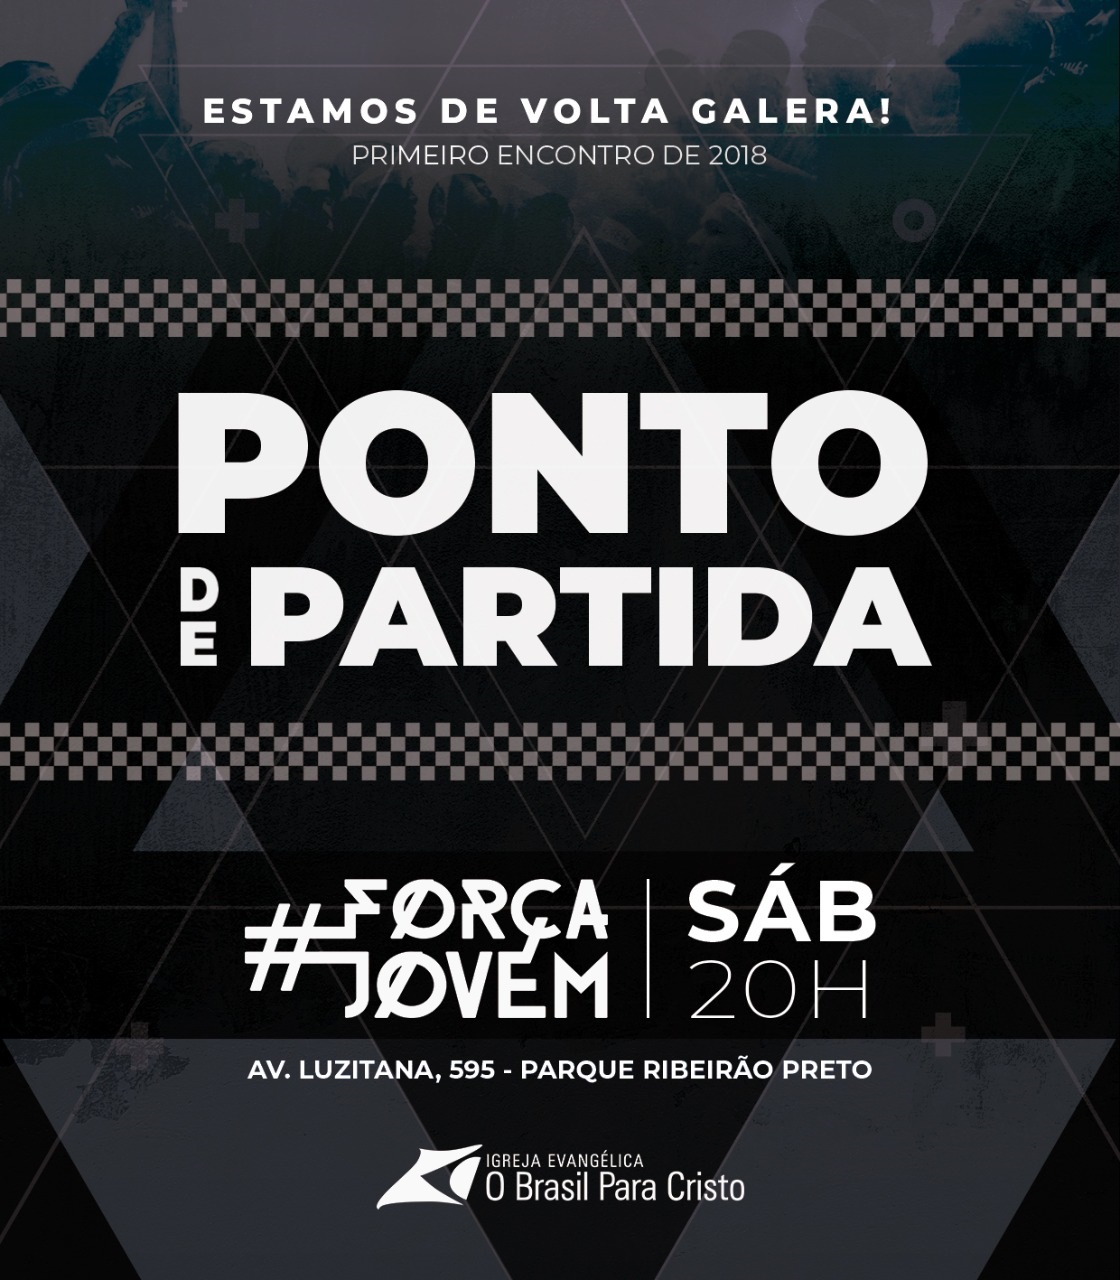 ESTAMOS DE VOLTA GALERA!
PRIMEIRO ENCONTRO DE 2018
PONTO
DE PARTIDA
#FORÇA
JOVEM
SÁB
20H
AV. LUZITANA, 595 - PARQUE RIBEIRÃO PRETO
IGREJA EVANGÉLICA
O Brasil Para Cristo